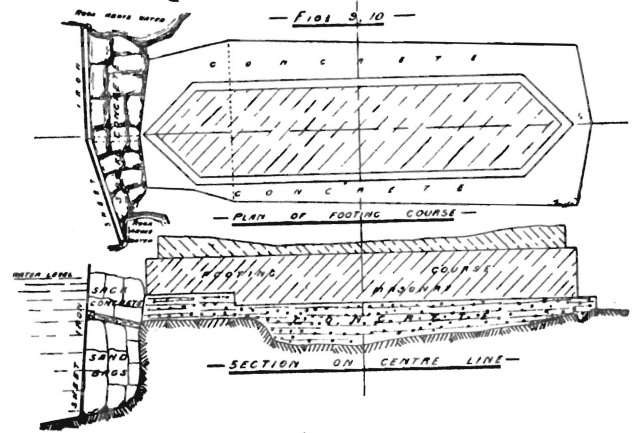 ROCK ABOVE WATER
— FIGS 9, 10 —
CONCRETE
SHEET IRON
CONCRETE
CONCRETE
ROCK ABOVE WATER
— PLAN OF FOOTING COURSE —
WATER LEVEL
FOOTING COURSE
MASONRY
SACK CONCRETE
CONCRETE
SHEET IRON
SAND BAGS
— SECTION ON CENTRE LINE —